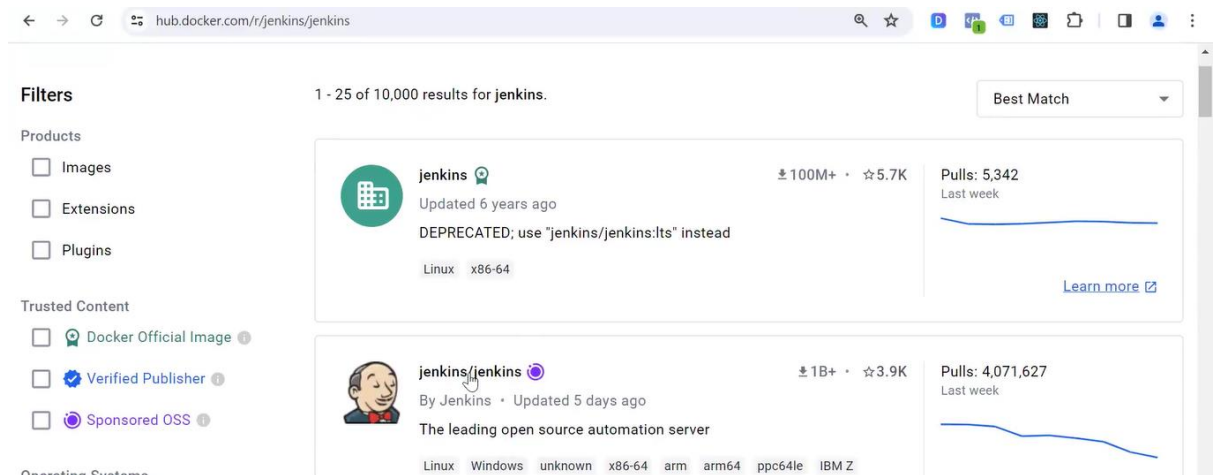 hub.docker.com/r/jenkins/jenkins
D
1
Filters
1 - 25 of 10,000 results for jenkins.
Best Match
Products
Images
Extensions
Plugins
jenkins
100M+ • 5.7K
Pulls: 5,342
Updated 6 years ago
Last week
DEPRECATED; use "jenkins/jenkins:lts" instead
Linux x86-64
Learn more
Trusted Content
Docker Official Image
Verified Publisher
Sponsored OSS
jenkins/jenkins
1B+ • 3.9K
Pulls: 4,071,627
By Jenkins • Updated 5 days ago
Last week
The leading open source automation server
Linux Windows unknown x86-64 arm arm64 ppc64le IBM Z
Operating Systems